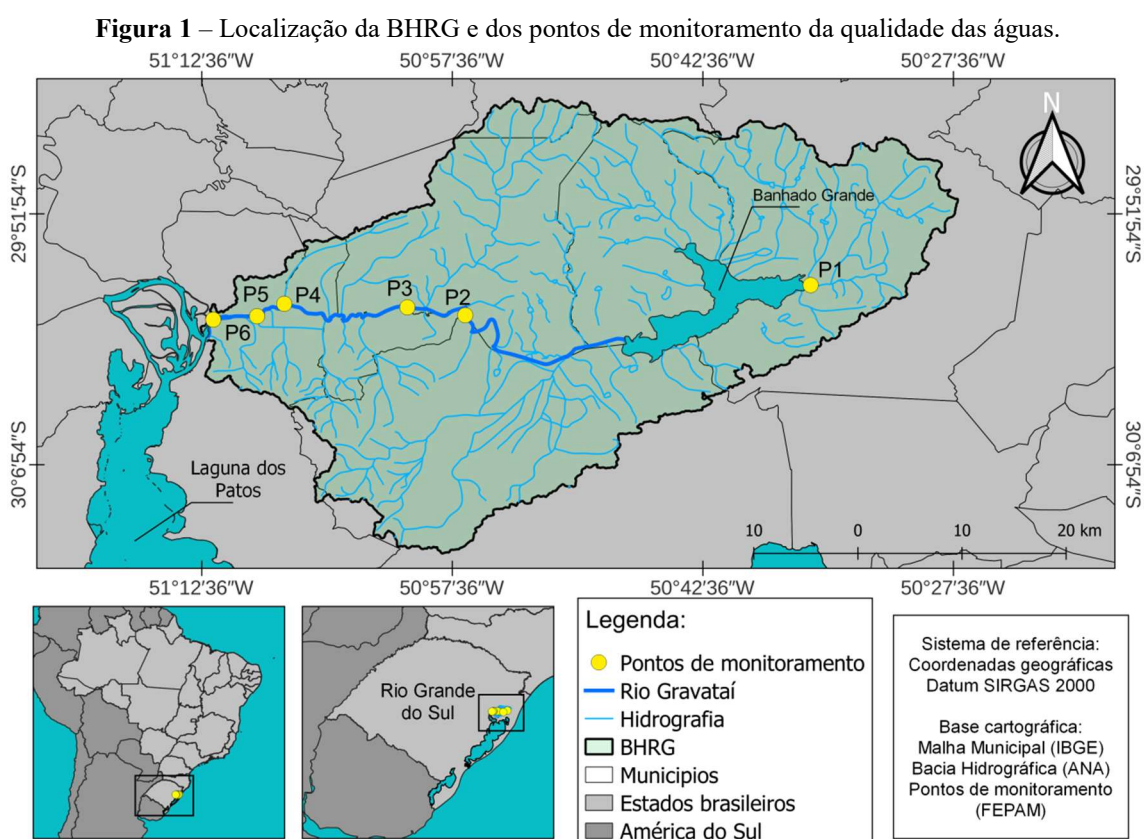 Figura 1 – Localização da BHRG e dos pontos de monitoramento da qualidade das águas.
51°12′36″W
50°57′36″W
50°42′36″W
50°27′36″W
N
29°51′54″S
29°51′54″S
Banhado Grande
P1
P5
P4
P3
P2
P6
30°6′54″S
30°6′54″S
Laguna dos
Patos
10
0
10
20 km
51°12′36″W
50°57′36″W
50°42′36″W
50°27′36″W
Rio Grande
do Sul
Legenda:
Pontos de monitoramento
Rio Gravataí
Hidrografia
BHRG
Municipios
Estados brasileiros
América do Sul
Sistema de referência:
Coordenadas geográficas
Datum SIRGAS 2000
Base cartográfica:
Malha Municipal (IBGE)
Bacia Hidrográfica (ANA)
Pontos de monitoramento
(FEPAM)